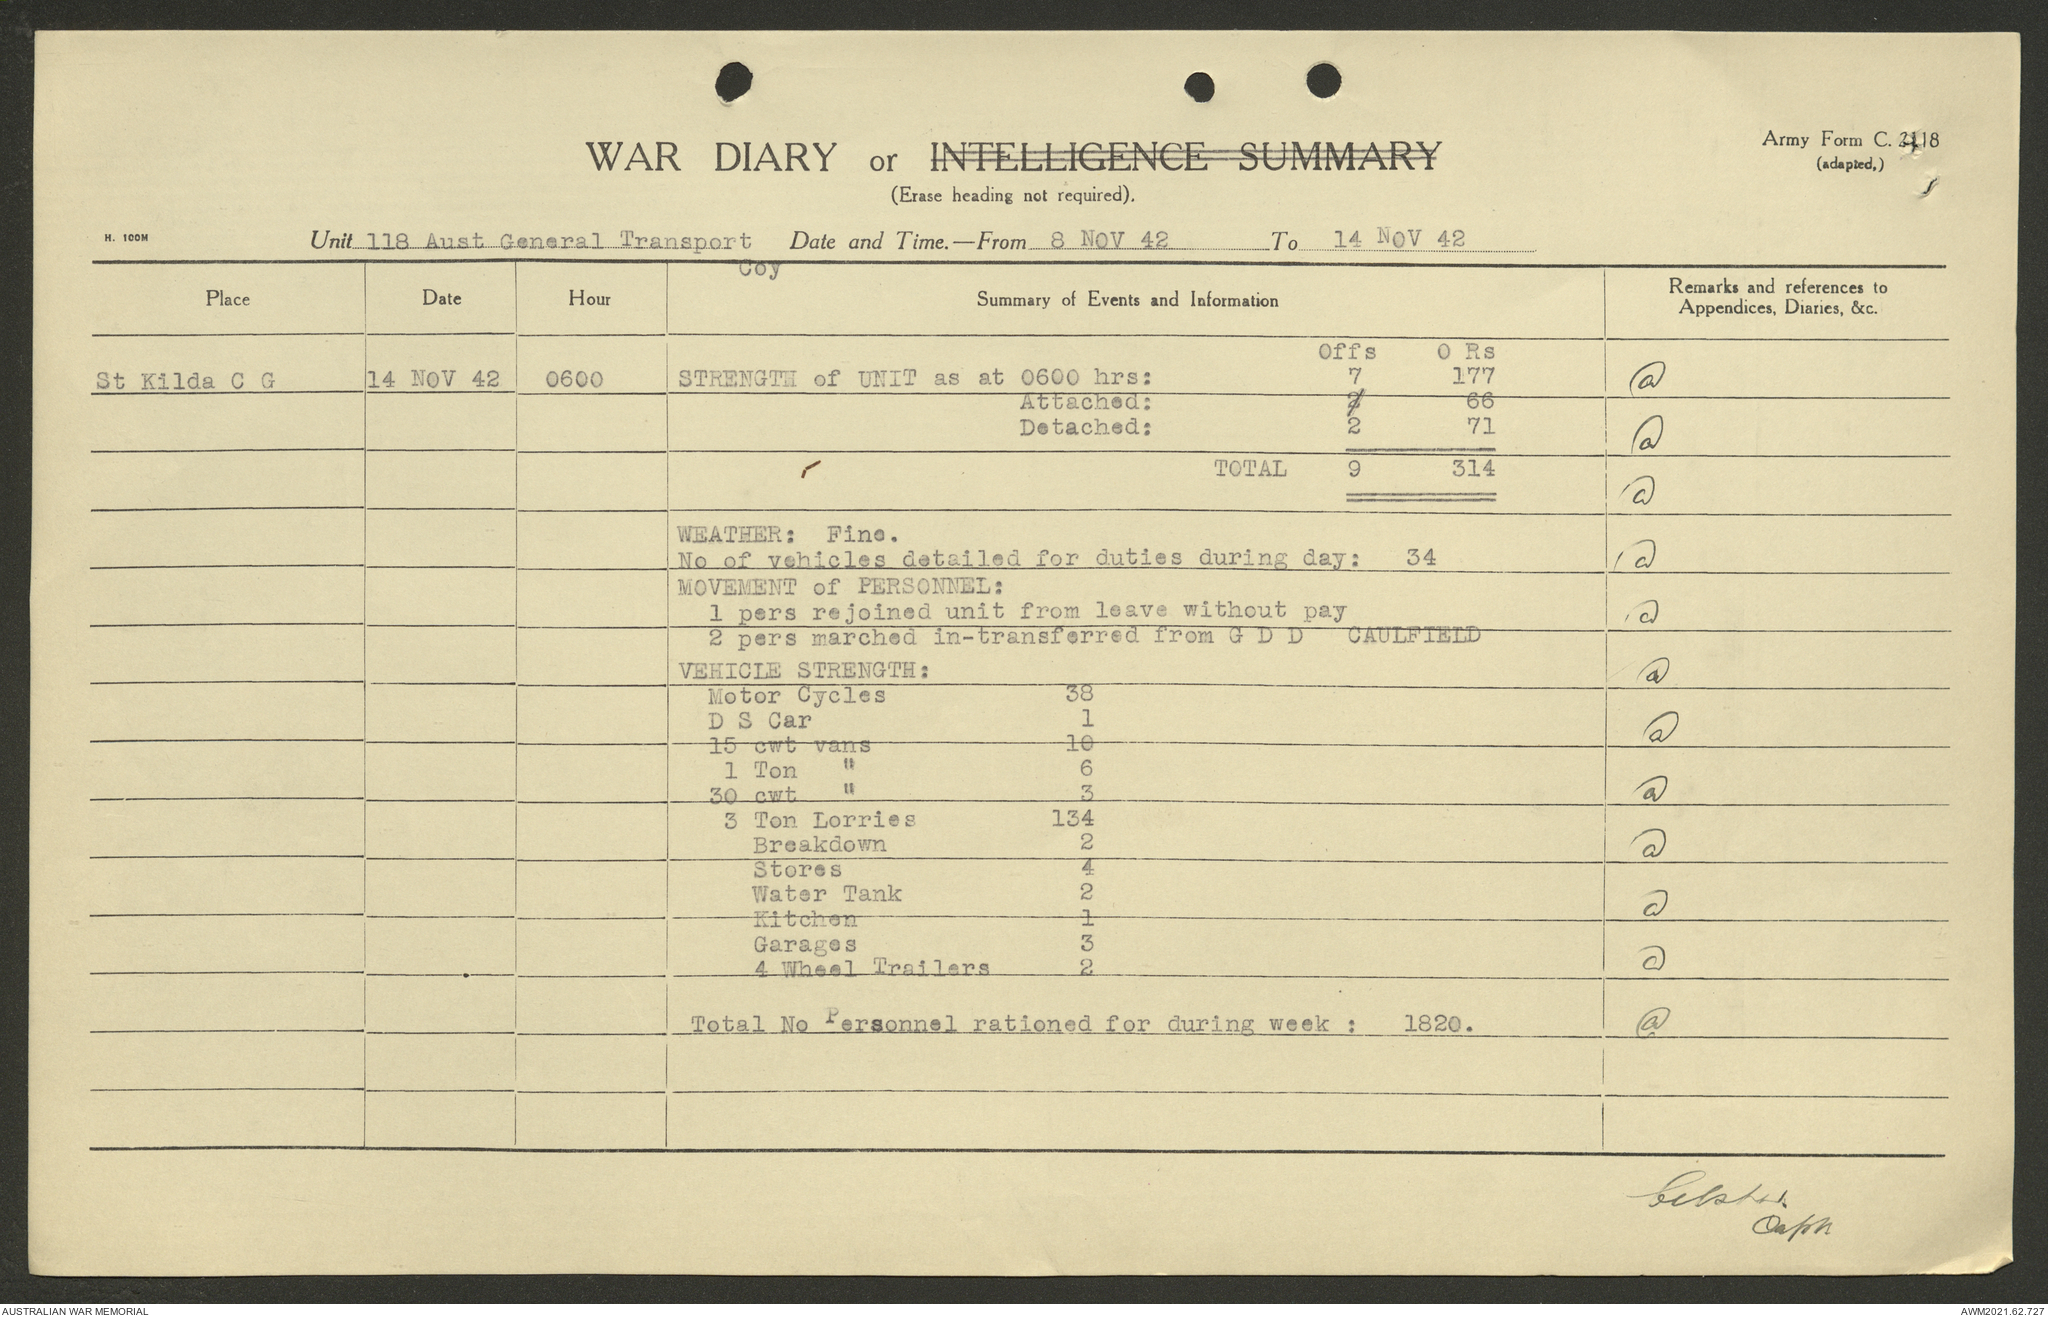 Army Form C. 2118
(adapted.)
WAR DIARY or INTELLIGENCE SUMMARY
(Erase heading not required).
H. 100M
Unit 118 Aust General Transport Coy Date and Time.—From 8 NOV 42 To 14 NOV 42
Place Date Hour Summary of Events and Information Remarks and references to Appendices, Diaries, &c.
Offs O Rs
St Kilda C G 14 NOV 42 0600 STRENGTH of UNIT as at 0600 hrs: 7 177
Attached: 2 66
Detached: 2 71
TOTAL 9 314
WEATHER: Fine.
No of vehicles detailed for duties during day: 34
MOVEMENT of PERSONNEL:
1 pers rejoined unit from leave without pay
2 pers marched in-transferred from G D D CAULFIELD
VEHICLE STRENGTH:
Motor Cycles 38
D S Car 1
15 cwt vans 10
1 Ton " 6
30 cwt " 3
3 Ton Lorries 134
Breakdown 2
Stores 4
Water Tank 2
Kitchen 1
Garages 3
4 Wheel Trailers 2
Total No Personnel rationed for during week : 1820.
Capt
AUSTRALIAN WAR MEMORIAL
AWM2021.62.727